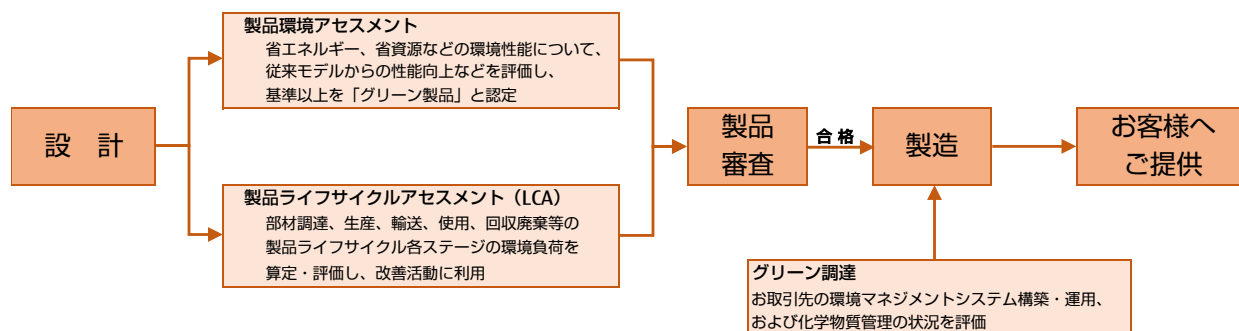 製品環境アセスメント
省エネルギー、省資源などの環境性能について、
従来モデルからの性能向上などを評価し、
基準以上を「グリーン製品」と認定
設 計
製品ライフサイクルアセスメント（LCA）
部材調達、生産、輸送、使用、回収廃棄等の
製品ライフサイクル各ステージの環境負荷を
算定・評価し、改善活動に利用
製品
審査
合格
製造
お客様へ
ご提供
グリーン調達
お取引先の環境マネジメントシステム構築・運用、
および化学物質管理の状況を評価